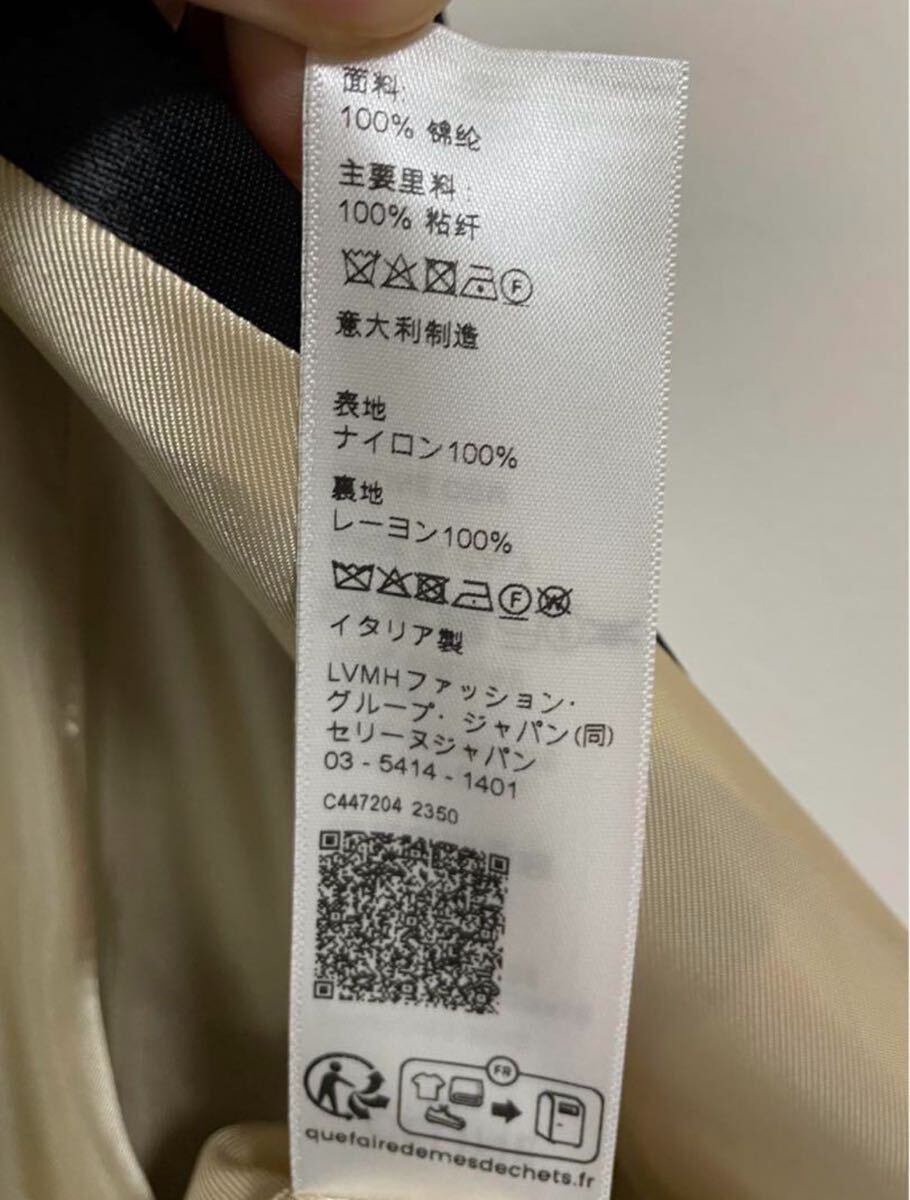 面料:
100% 锦纶
主要里料:
100% 粘纤
F
意大利制造
表地
ナイロン100%
裏地
レーヨン100%
F W
イタリア製
LVMHファッション・
グループ・ジャパン(同)
セリーヌジャパン
03 - 5414 - 1401
C447204 2350
FR
quefairedemesdechets.fr